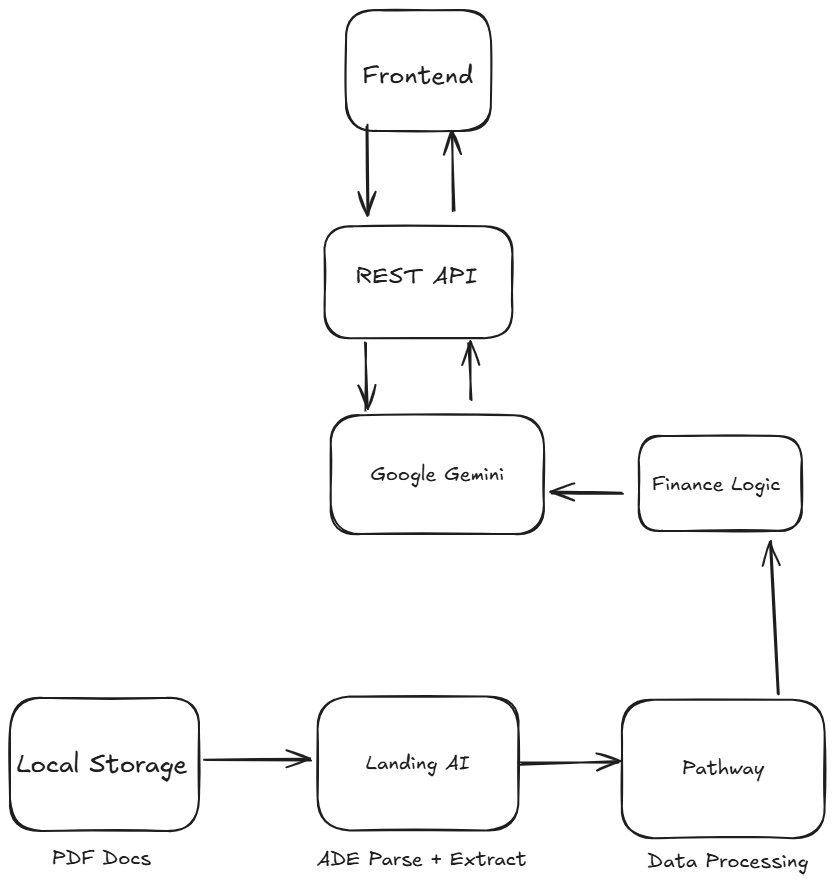 Frontend
REST API
Google Gemini
Finance Logic
Local Storage
Landing AI
Pathway
PDF Docs
ADE Parse + Extract
Data Processing